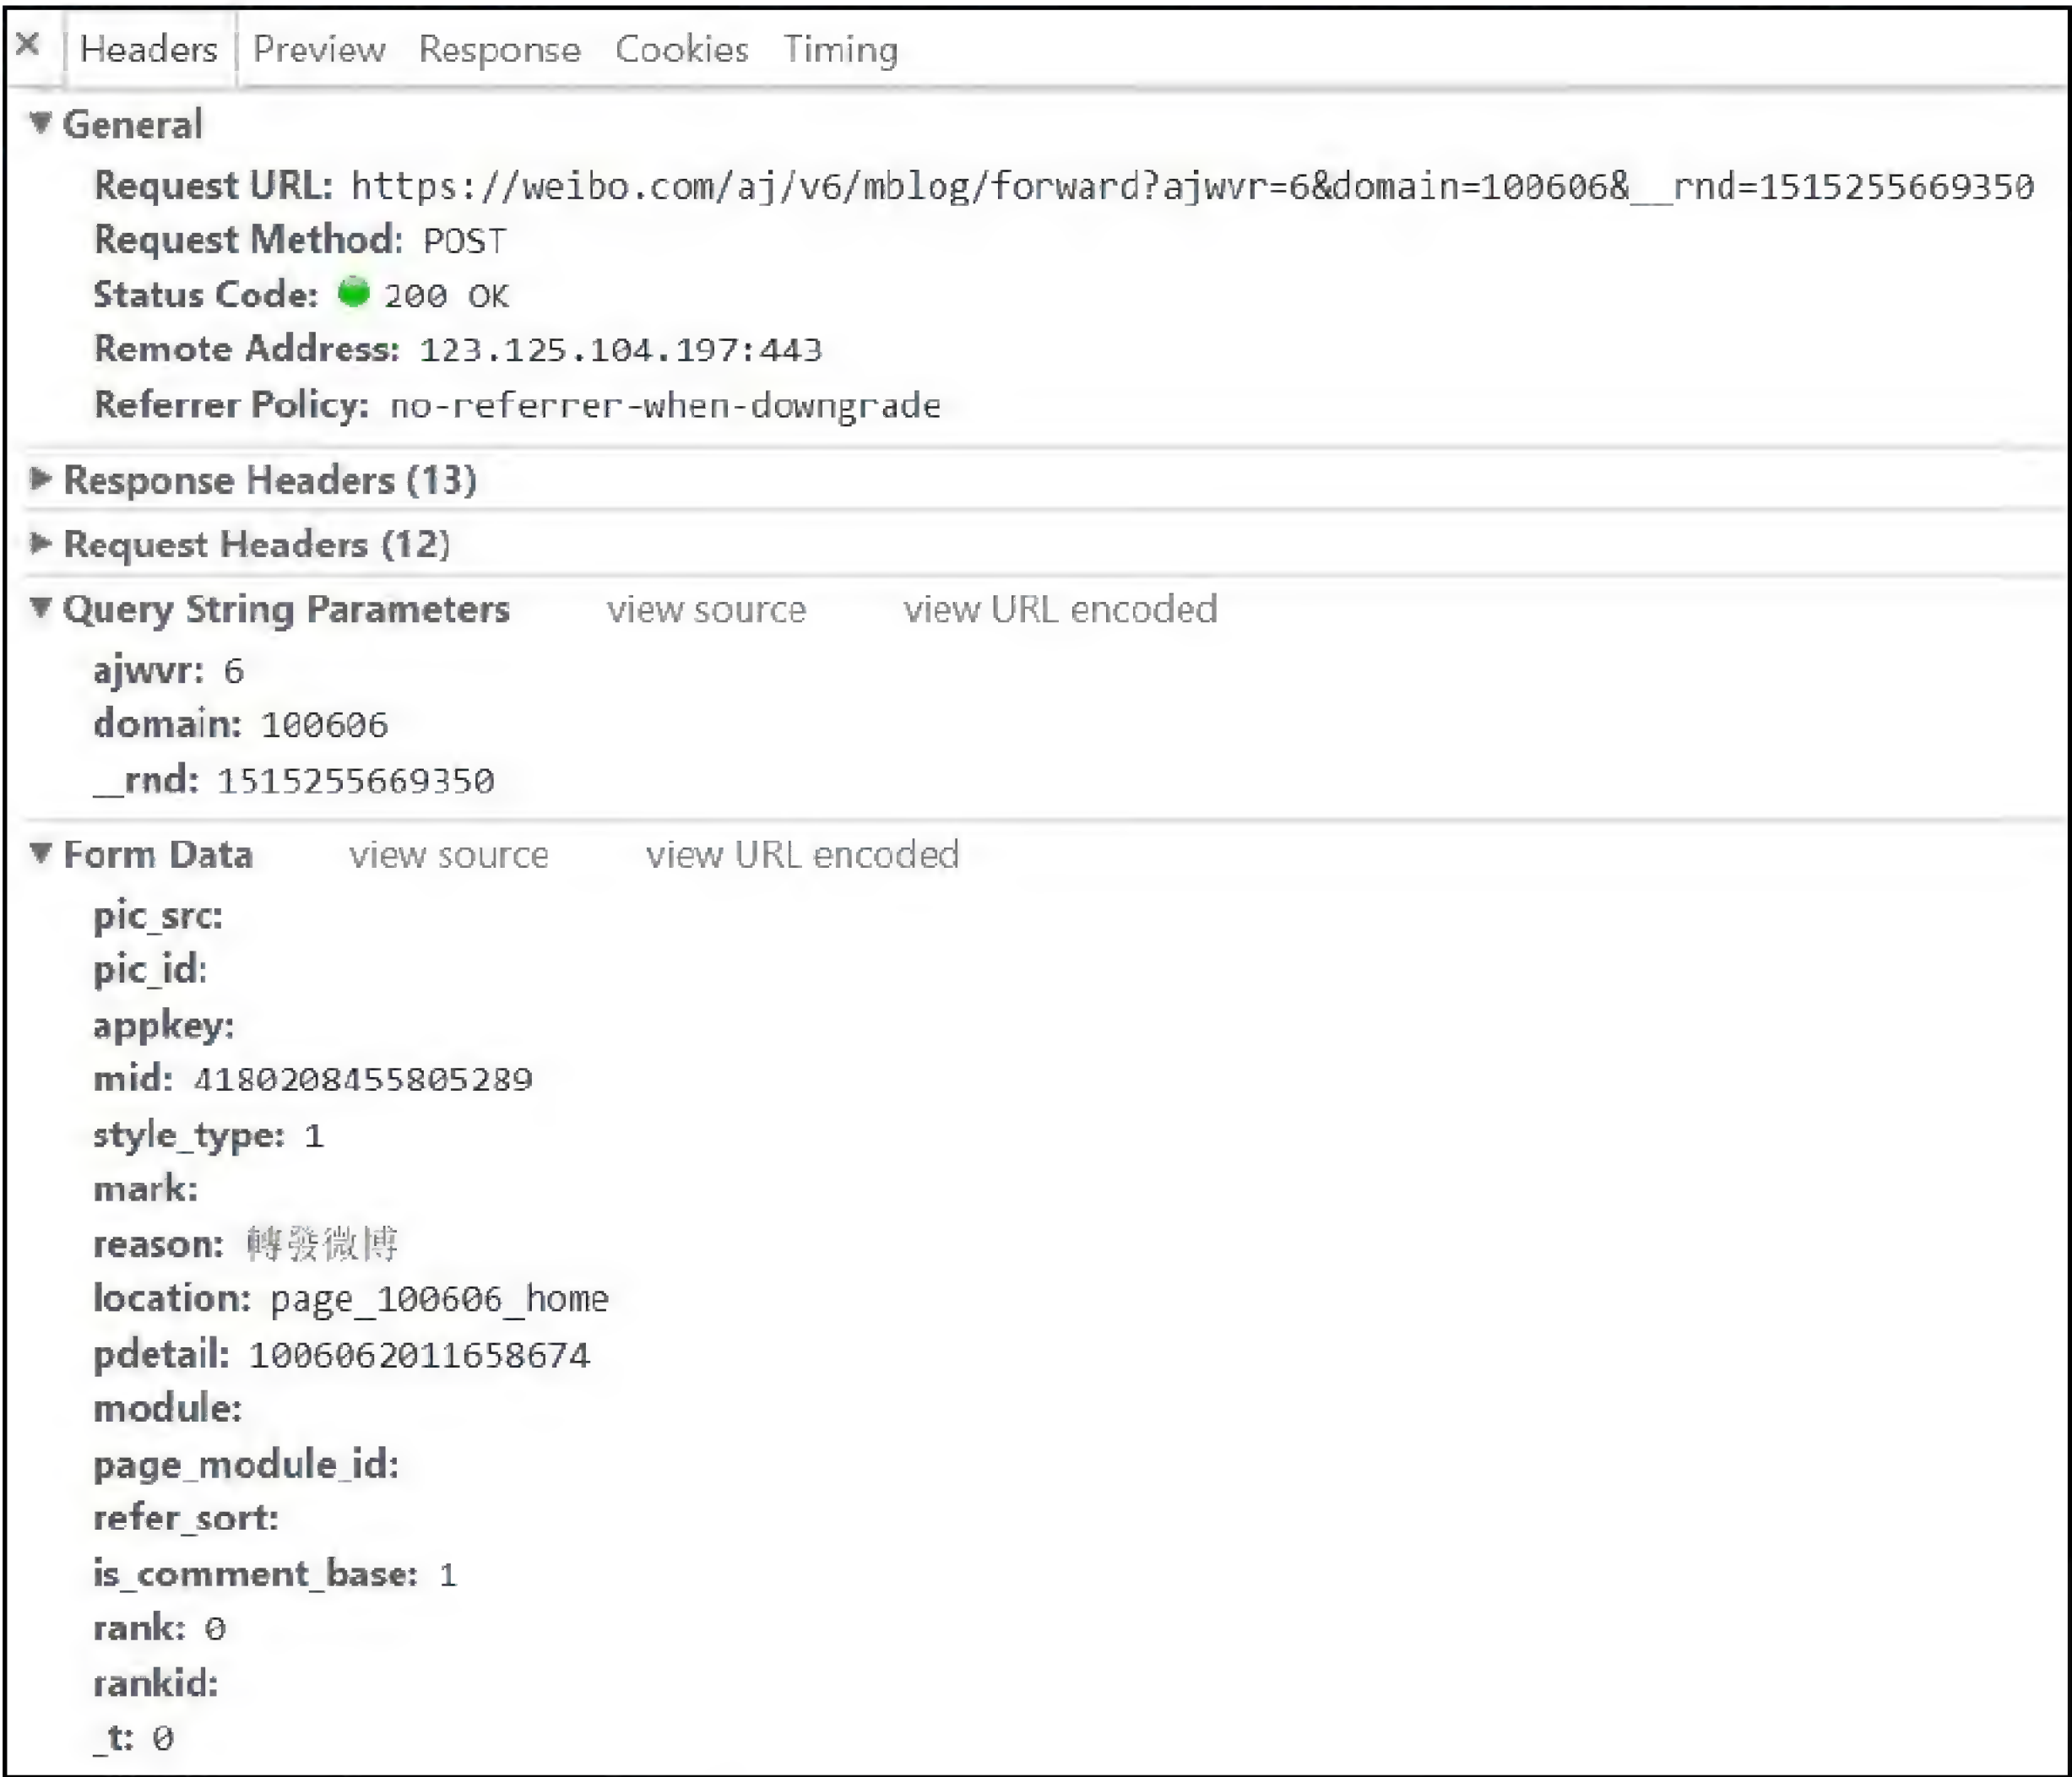 × Headers Preview Response Cookies Timing
▼ General
Request URL: https://weibo.com/aj/v6/mblog/forward?ajwvr=6&domain=100606&__rnd=1515255669350
Request Method: POST
Status Code: 200 OK
Remote Address: 123.125.104.197:443
Referrer Policy: no-referrer-when-downgrade
▶ Response Headers (13)
▶ Request Headers (12)
▼ Query String Parameters view source view URL encoded
ajwvr: 6
domain: 100606
__rnd: 1515255669350
▼ Form Data view source view URL encoded
pic_src:
pic_id:
appkey:
mid: 4180208455805289
style_type: 1
mark:
reason: 轉發微博
location: page_100606_home
pdetail: 1006062011658674
module:
page_module_id:
refer_sort:
is_comment_base: 1
rank: 0
rankid:
_t: 0